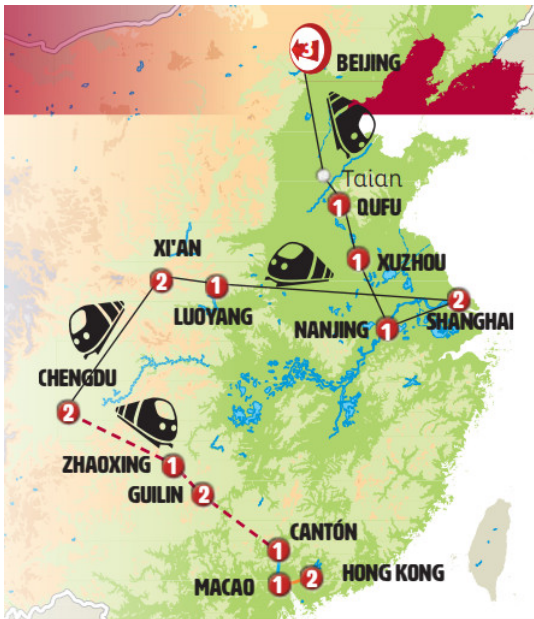 3
BEIJING
Taian
1 QUFU
1 XUZHOU
XI'AN
2
1
LUOYANG
2
SHANGHAI
NANJING 1
CHENGDU
2
ZHAOXING 1
GUILIN 2
CANTÓN
1
MACAO 1
2 HONG KONG